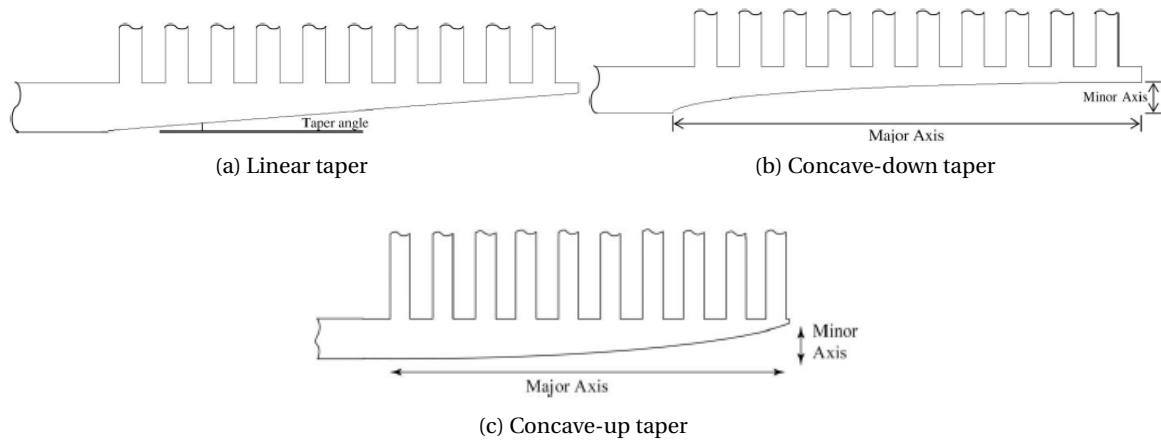 Taper angle
(a) Linear taper
Minor Axis
Major Axis
(b) Concave-down taper
Minor
Axis
Major Axis
(c) Concave-up taper